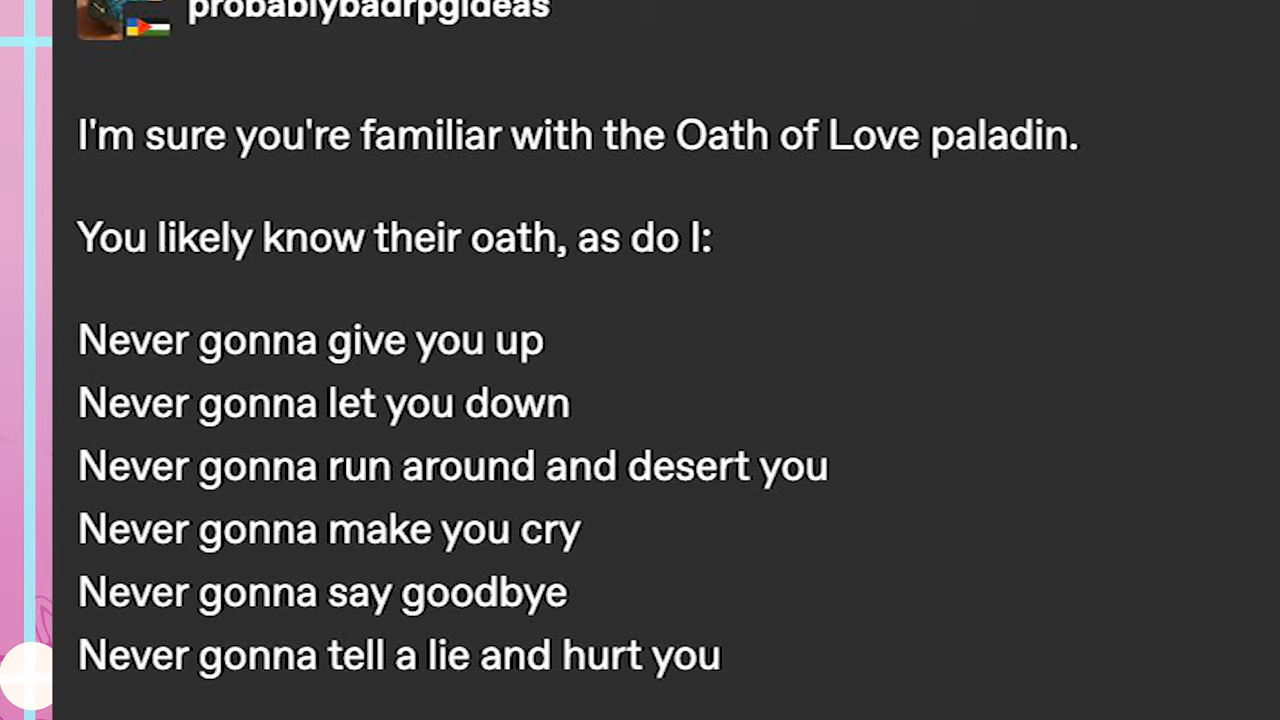 probablybadrpgideas
I'm sure you're familiar with the Oath of Love paladin.
You likely know their oath, as do I:
Never gonna give you up
Never gonna let you down
Never gonna run around and desert you
Never gonna make you cry
Never gonna say goodbye
Never gonna tell a lie and hurt you